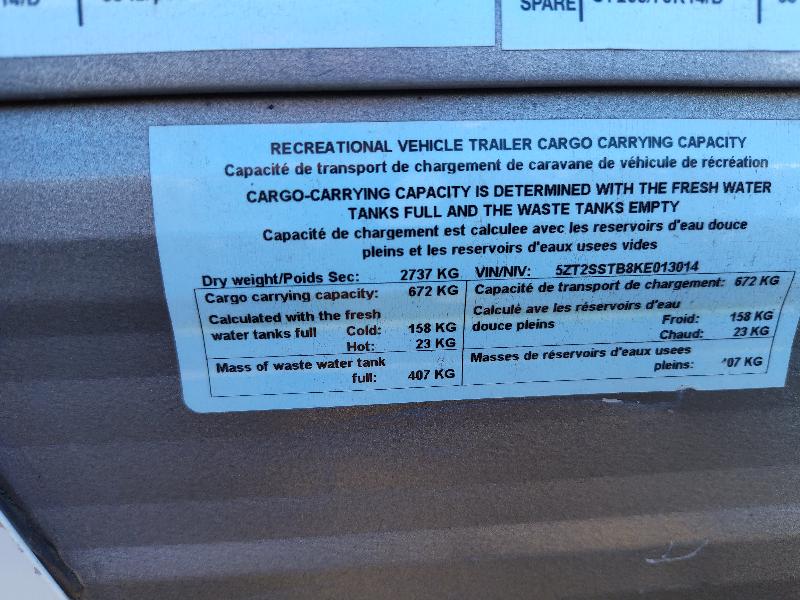 SPARE
RECREATIONAL VEHICLE TRAILER CARGO CARRYING CAPACITY
Capacité de transport de chargement de caravane de véhicule de récréation
CARGO-CARRYING CAPACITY IS DETERMINED WITH THE FRESH WATER
TANKS FULL AND THE WASTE TANKS EMPTY
Capacité de chargement est calculee avec les reservoirs d'eau douce
pleins et les reservoirs d'eaux usees vides
Dry weight/Poids Sec: 2737 KG VIN/NIV: 5ZT2SSTB8KE013014
Cargo carrying capacity: 672 KG
Calculated with the fresh
water tanks full Cold: 158 KG
Hot: 23 KG
Mass of waste water tank
full: 407 KG
Capacité de transport de chargement: 672 KG
Calculé ave les réservoirs d'eau
douce pleins Froid: 158 KG
Chaud: 23 KG
Masses de réservoirs d'eaux usees
pleins: 07 KG